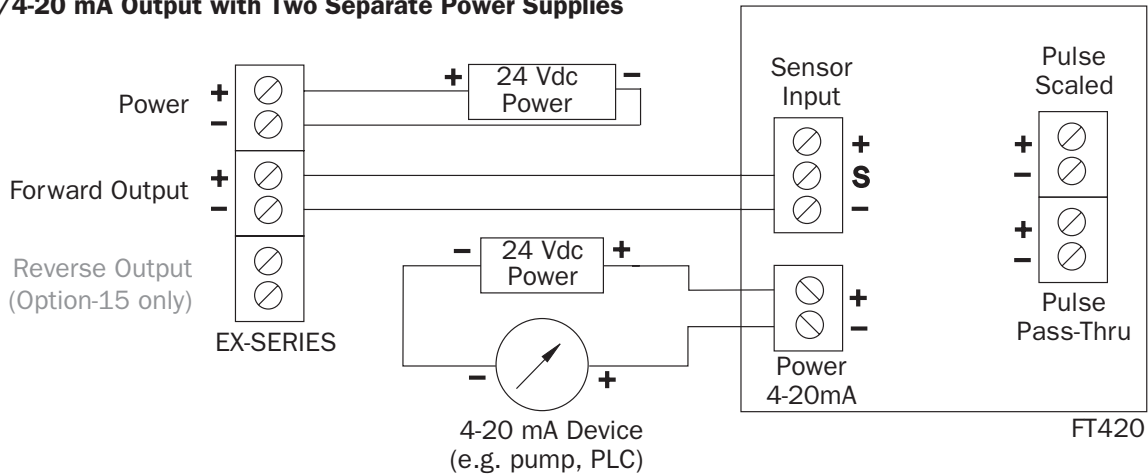 /4-20 mA Output with Two Separate Power Supplies
Power
+
−
24 Vdc
Power
+
−
Forward Output
+
−
Reverse Output
(Option-15 only)
EX-SERIES
Sensor
Input
+
S
−
Pulse
Scaled
+
−
+
−
Pulse
Pass-Thru
−
24 Vdc
Power
+
+
−
Power
4-20mA
−
+
4-20 mA Device
(e.g. pump, PLC)
FT420